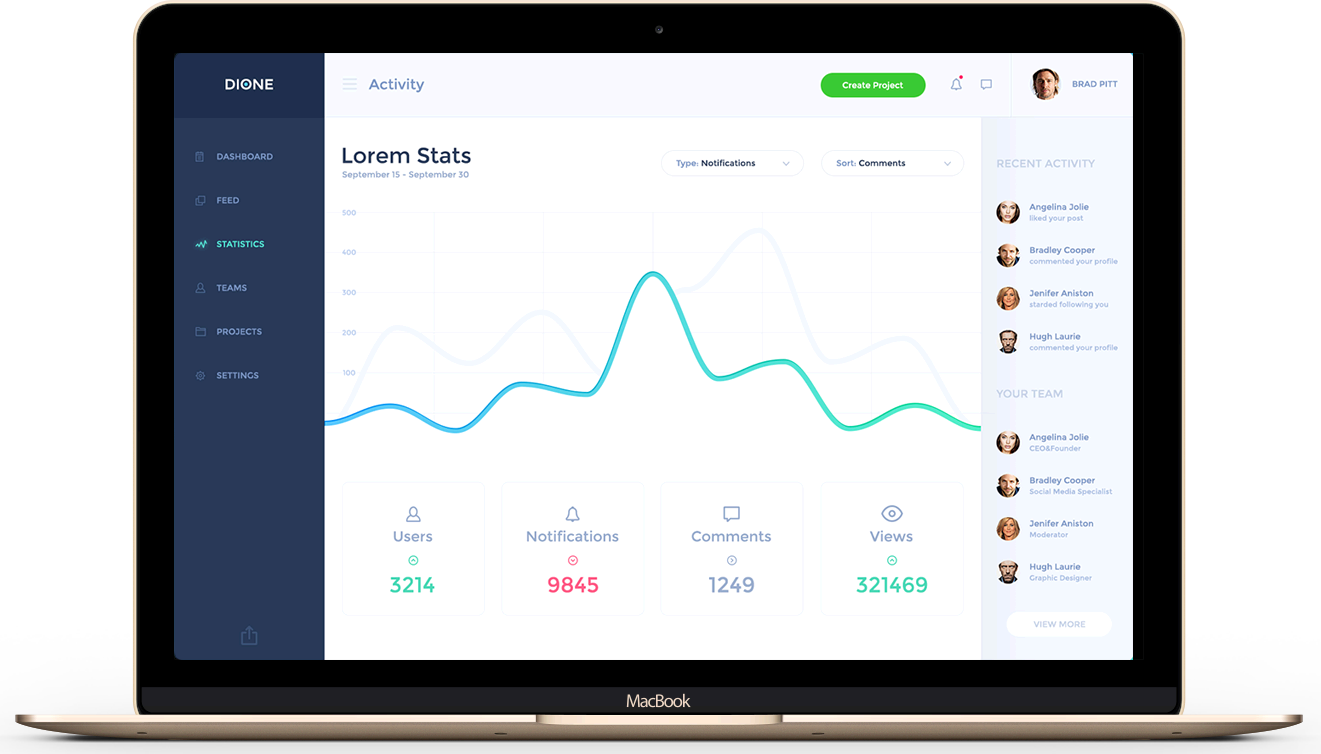 DIONE
Activity
Create Project
BRAD PITT
DASHBOARD
FEED
STATISTICS
TEAMS
PROJECTS
SETTINGS
Lorem Stats
September 15 - September 30
Type: Notifications
Sort: Comments
500
400
300
200
100
Users
3214
Notifications
9845
Comments
1249
Views
321469
RECENT ACTIVITY
Angelina Jolie
liked your post
Bradley Cooper
commented your profile
Jenifer Aniston
starded following you
Hugh Laurie
commented your profile
YOUR TEAM
Angelina Jolie
CEO&Founder
Bradley Cooper
Social Media Specialist
Jenifer Aniston
Moderator
Hugh Laurie
Graphic Designer
VIEW MORE
MacBook